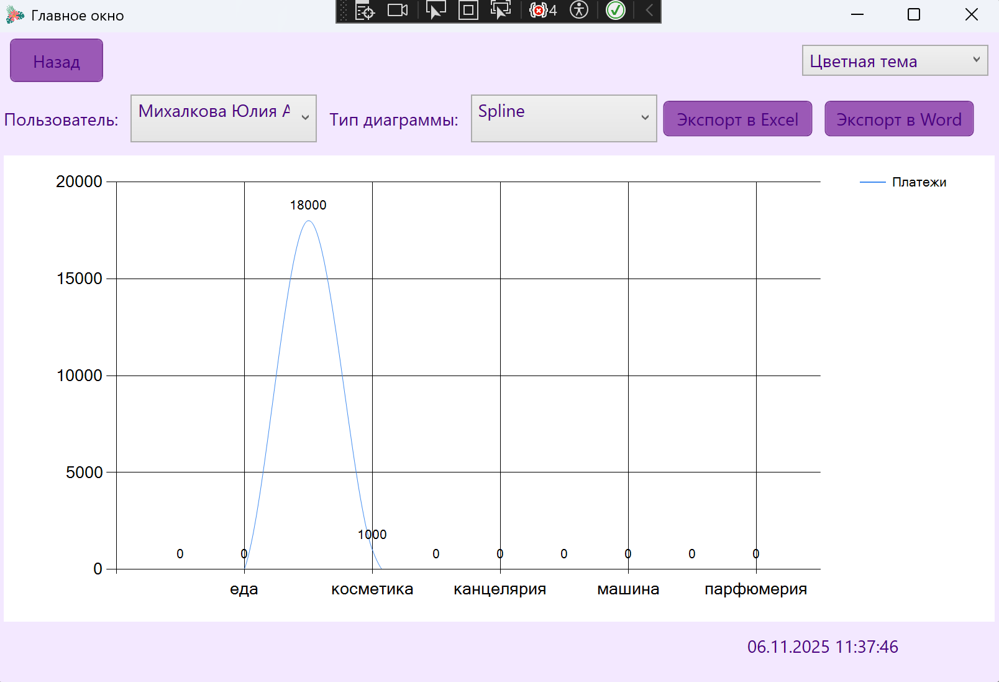 Главное окно
4
Назад
Цветная тема
Пользователь:
Михалкова Юлия А
Тип диаграммы:
Spline
Экспорт в Excel
Экспорт в Word
20000
15000
10000
5000
0
18000
1000
0 0 0 0 0 0 0 0
еда косметика канцелярия машина парфюмерия
Платежи
06.11.2025 11:37:46